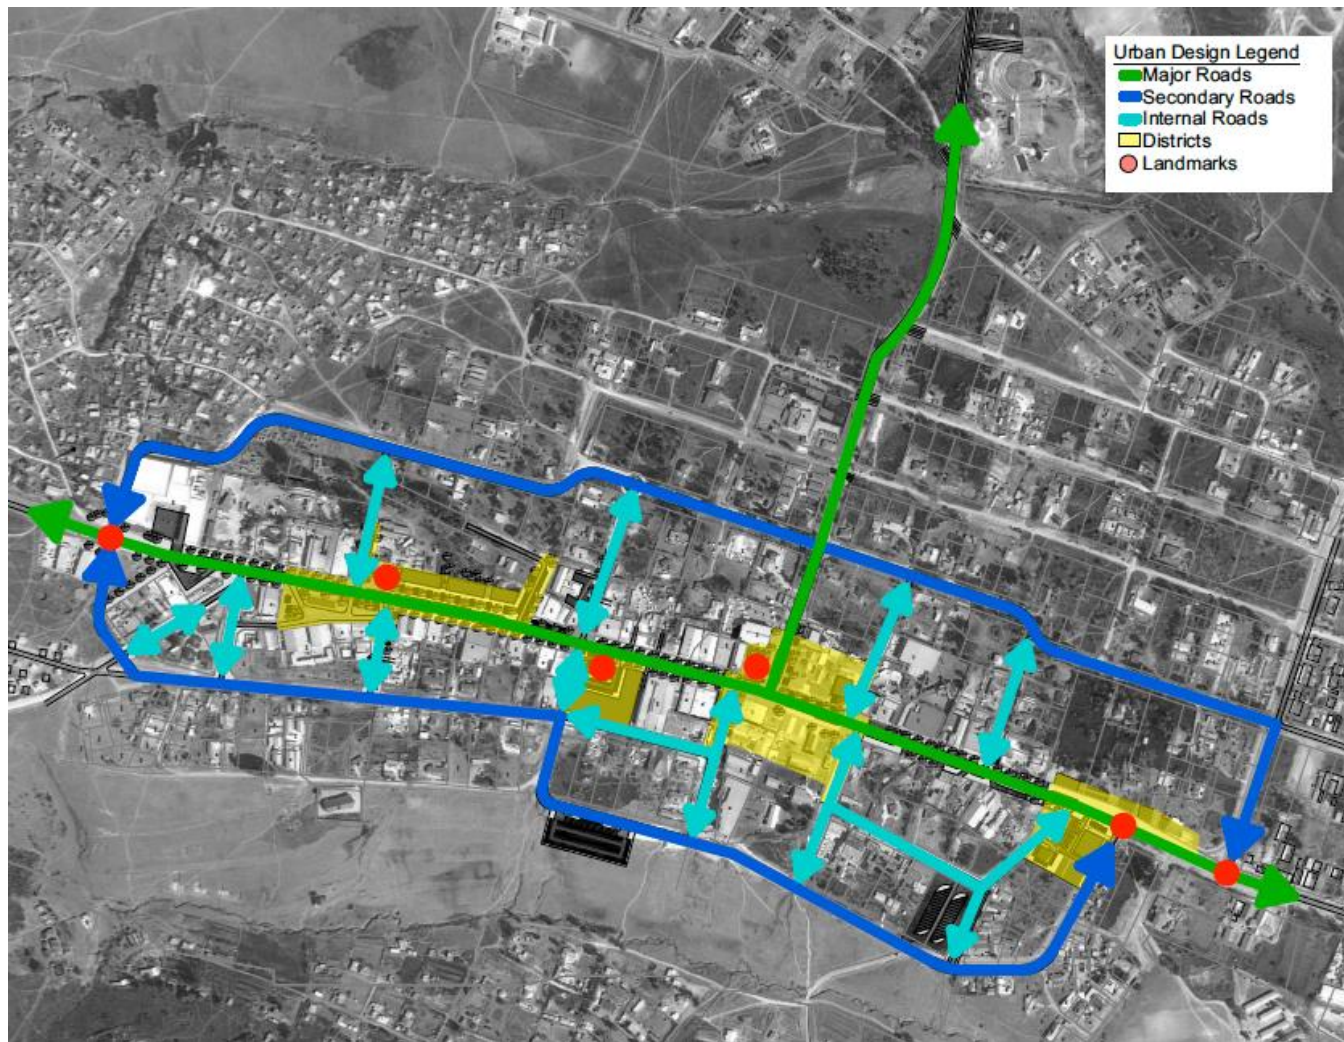 Urban Design Legend
Major Roads
Secondary Roads
Internal Roads
Districts
Landmarks